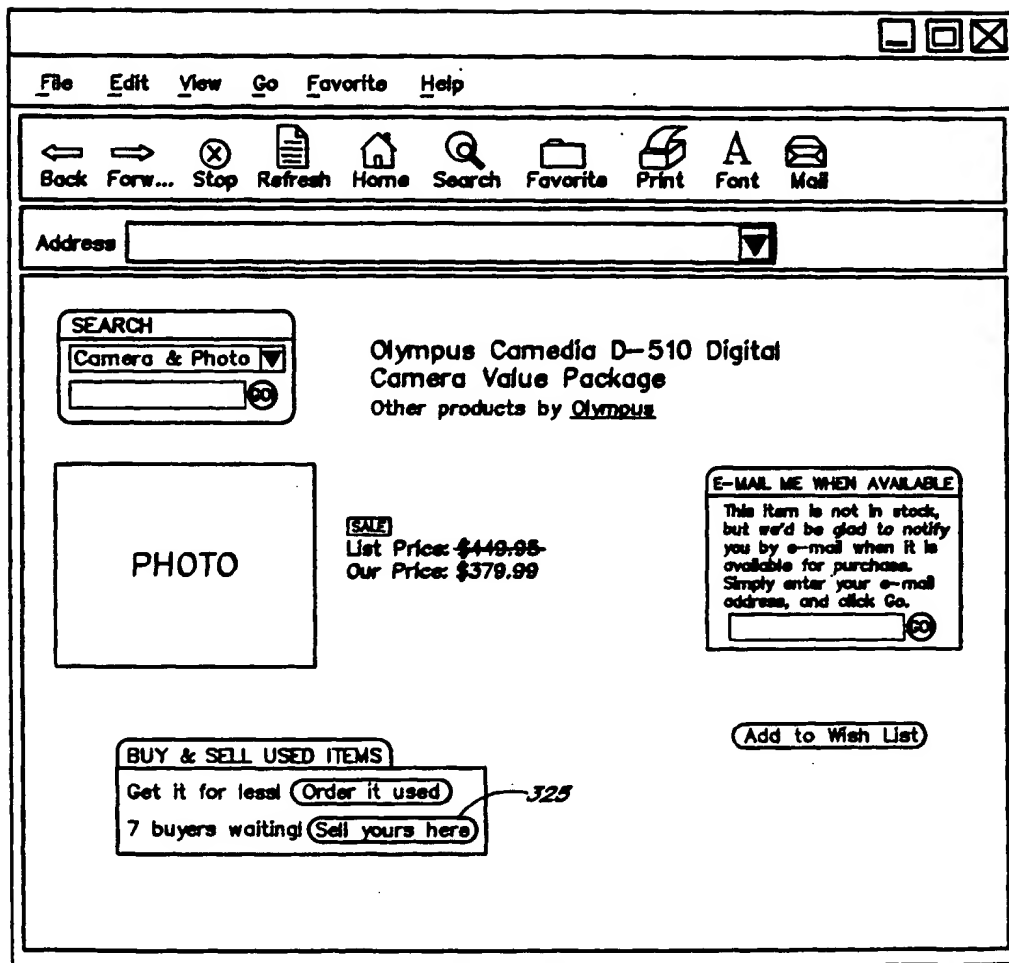 File Edit View Go Favorite Help
Back Forw... Stop Refresh Home Search Favorite Print Font Mail
A
Address
SEARCH
Camera & Photo
GO
Olympus Camedia D-510 Digital
Camera Value Package
Other products by Olympus
PHOTO
SALE
List Price: $449.95
Our Price: $379.99
E-MAIL ME WHEN AVAILABLE
This item is not in stock,
but we'd be glad to notify
you by e-mail when it is
available for purchase.
Simply enter your e-mail
address, and click Go.
GO
Add to Wish List
BUY & SELL USED ITEMS
Get it for less! Order it used
7 buyers waiting! Sell yours here
325